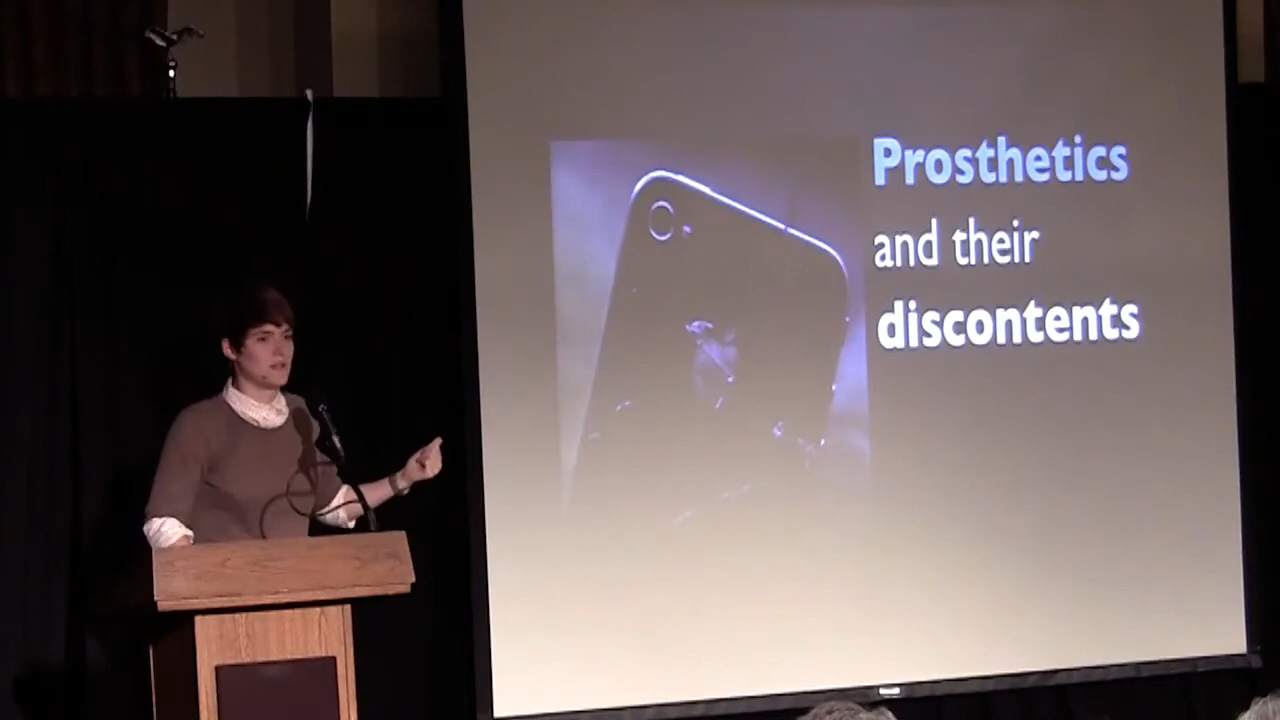 Prosthetics
and their
discontents